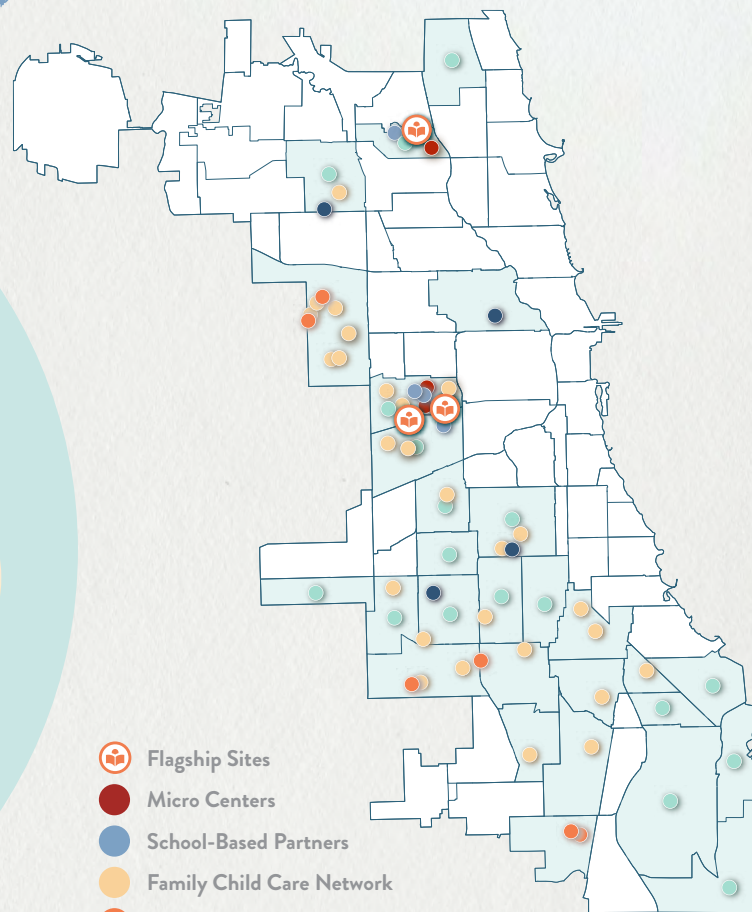 Flagship Sites
Micro Centers
School-Based Partners
Family Child Care Network